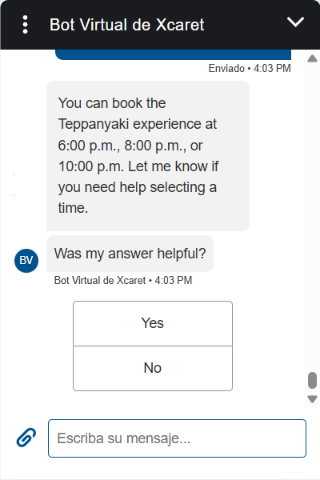 Bot Virtual de Xcaret
Enviado • 4:03 PM
You can book the
Teppanyaki experience at
6:00 p.m., 8:00 p.m., or
10:00 p.m. Let me know if
you need help selecting a
time.
Was my answer helpful?
BV
Bot Virtual de Xcaret • 4:03 PM
Yes
No
Escriba su mensaje...